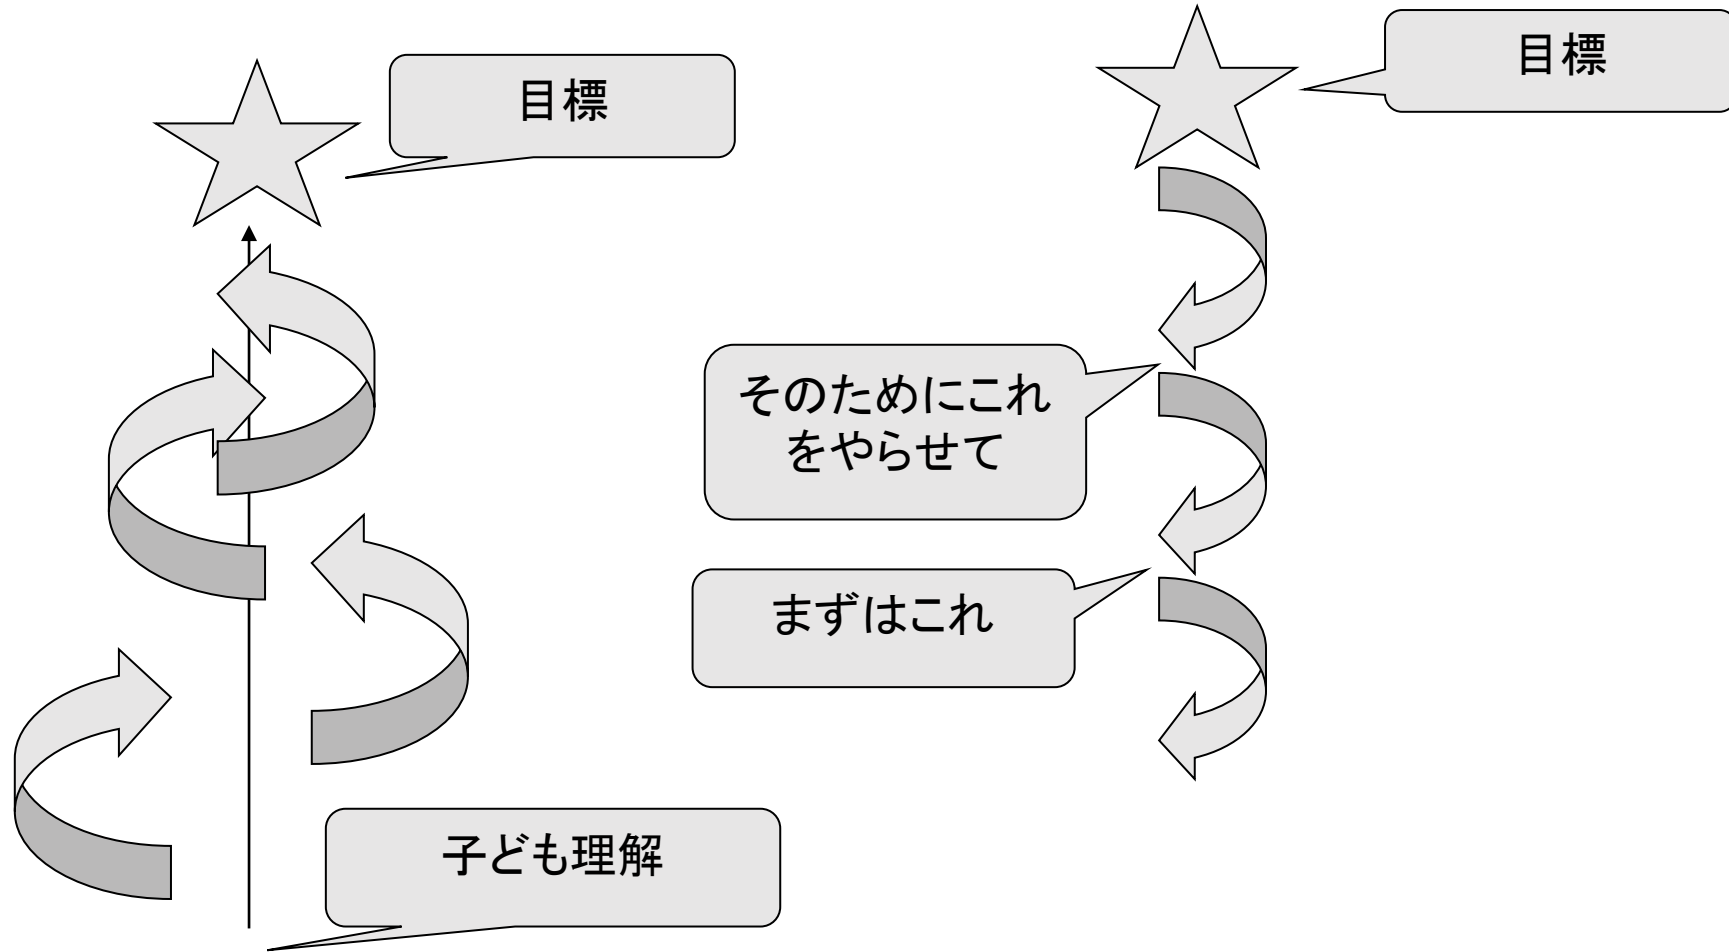 目標
目標
そのためにこれ
をやらせて
まずはこれ
子ども理解